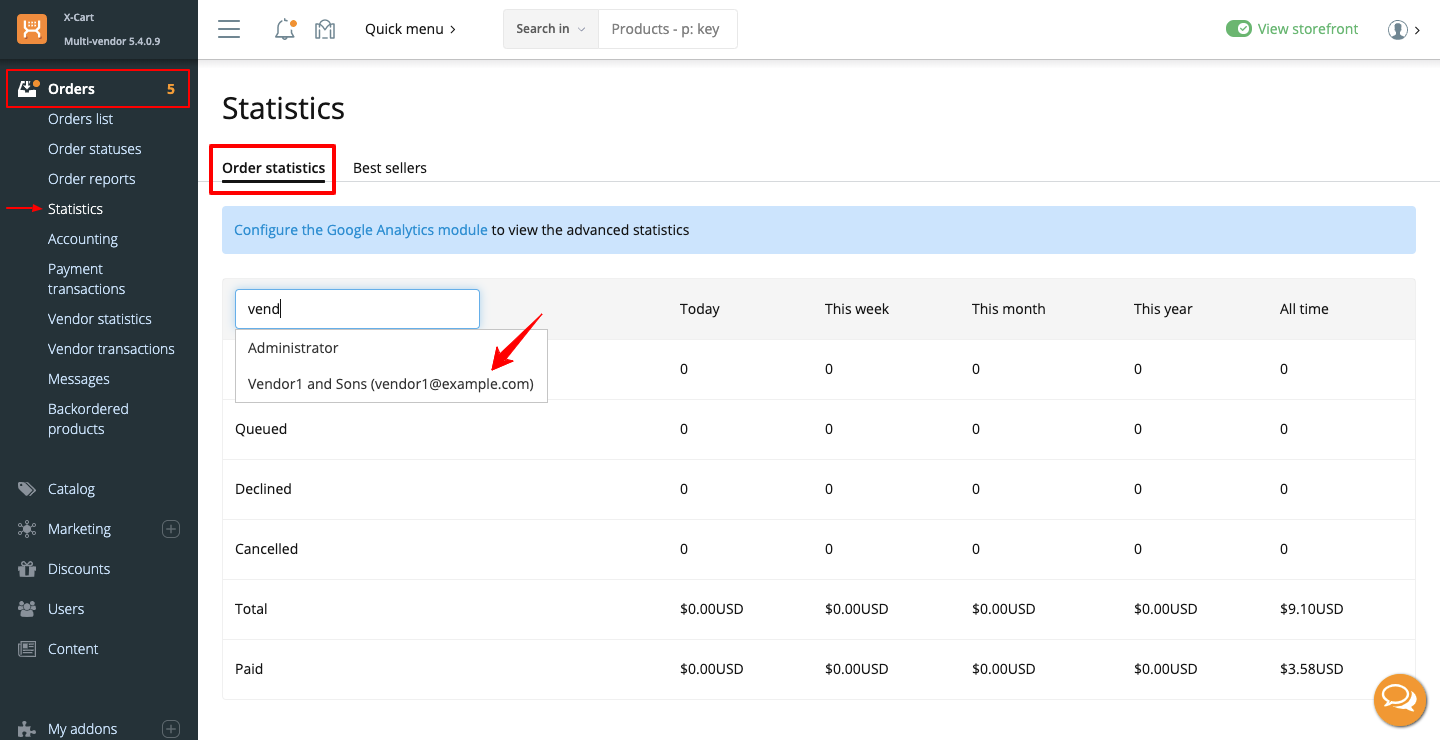 X-Cart
Multi-vendor 5.4.0.9
Quick menu
Search in
Products - p: key
View storefront
Orders 5
Orders list
Order statuses
Order reports
Statistics
Accounting
Payment
transactions
Vendor statistics
Vendor transactions
Messages
Backordered
products
Catalog
Marketing
Discounts
Users
Content
My addons
Statistics
Order statistics Best sellers
Configure the Google Analytics module to view the advanced statistics
vend Today This week This month This year All time
Administrator
0 0 0 0 0
Vendor1 and Sons (vendor1@example.com)
Queued 0 0 0 0 0
Declined 0 0 0 0 0
Cancelled 0 0 0 0 0
Total $0.00USD $0.00USD $0.00USD $0.00USD $9.10USD
Paid $0.00USD $0.00USD $0.00USD $0.00USD $3.58USD